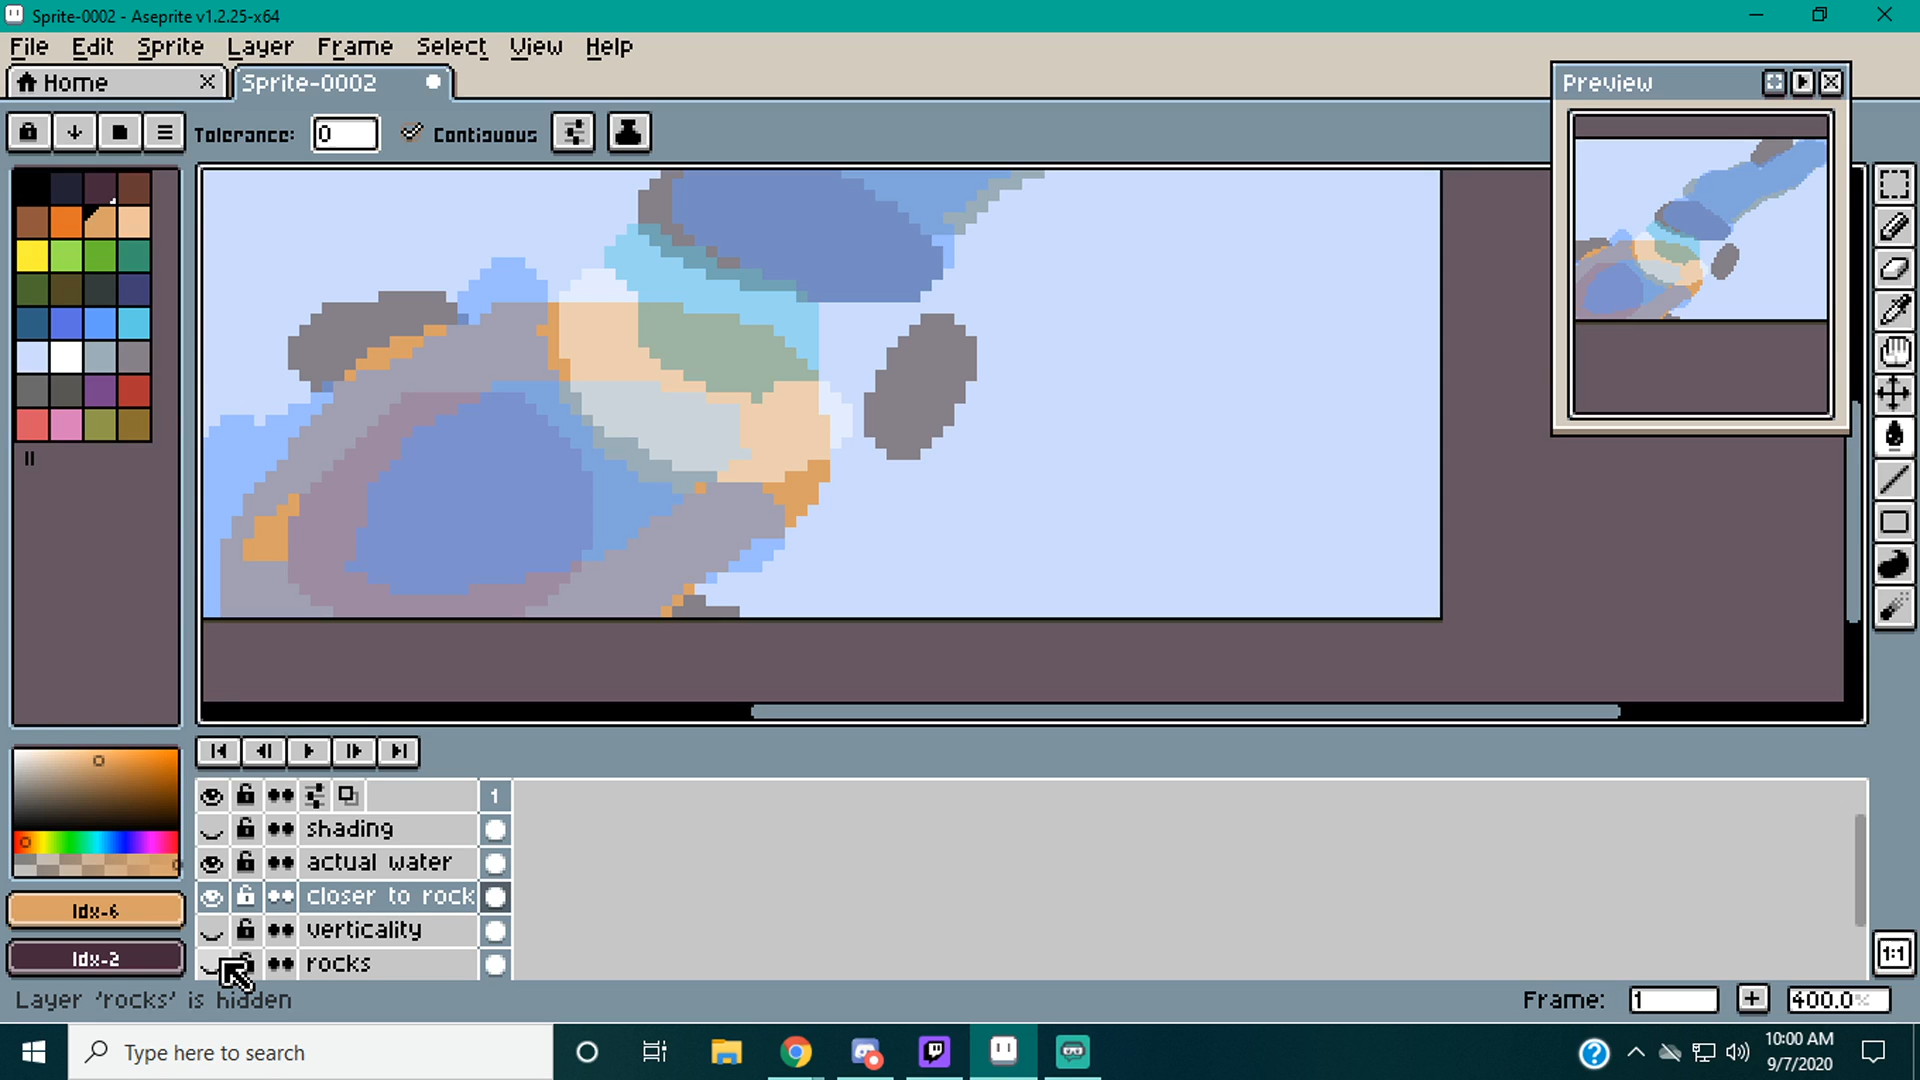 Sprite-0002 - Aseprite v1.2.25-x64
File Edit Sprite Layer Frame Select View Help
Home
Sprite-0002
Preview
Tolerance: 0 Contiguous
1
shading
actual water
closer to rock
verticality
rocks
Idx-6
Idx-2
1:1
Layer 'rocks' is hidden
Frame: 1
400.0%
Type here to search
10:00 AM
9/7/2020